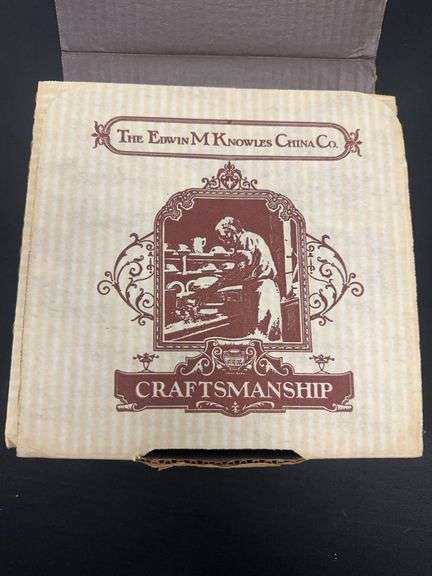 The Edwin M Knowles China Co.
CRAFTSMANSHIP